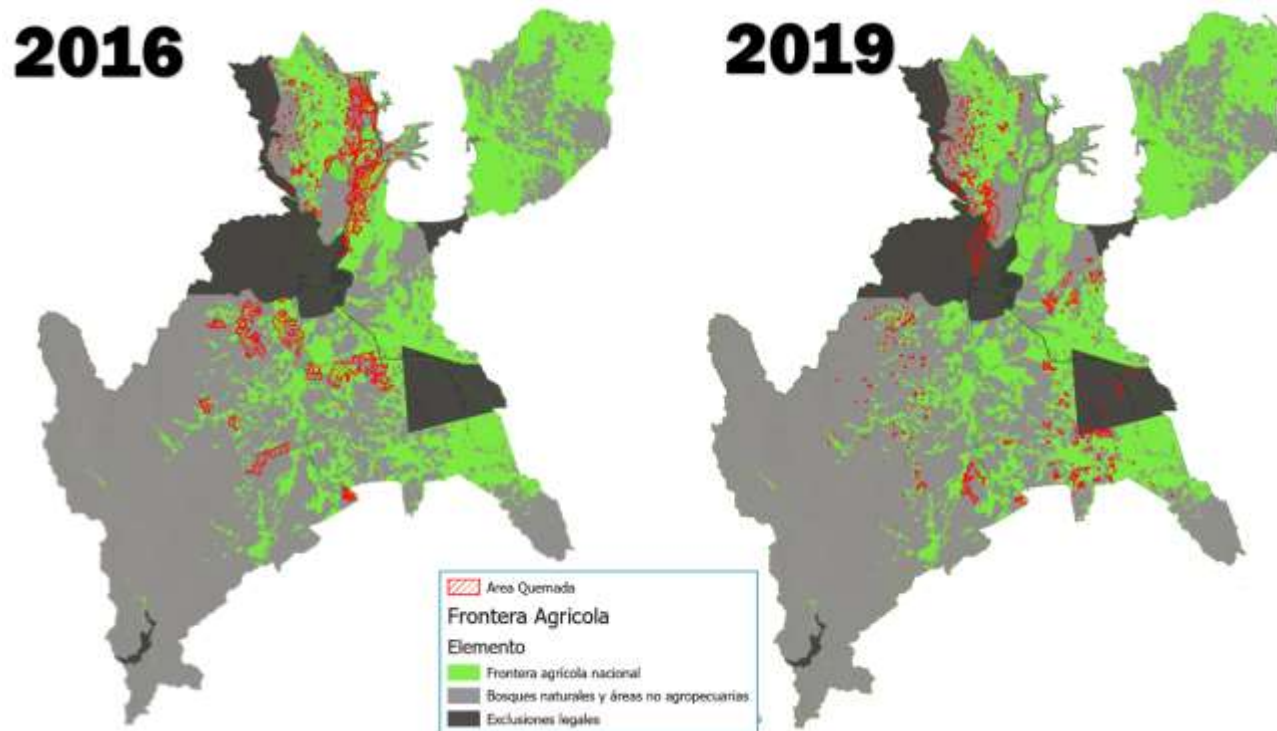 2016
2019
Area Quemada
Frontera Agricola
Elemento
Frontera agrícola nacional
Bosques naturales y áreas no agropecuarias
Exclusiones legales